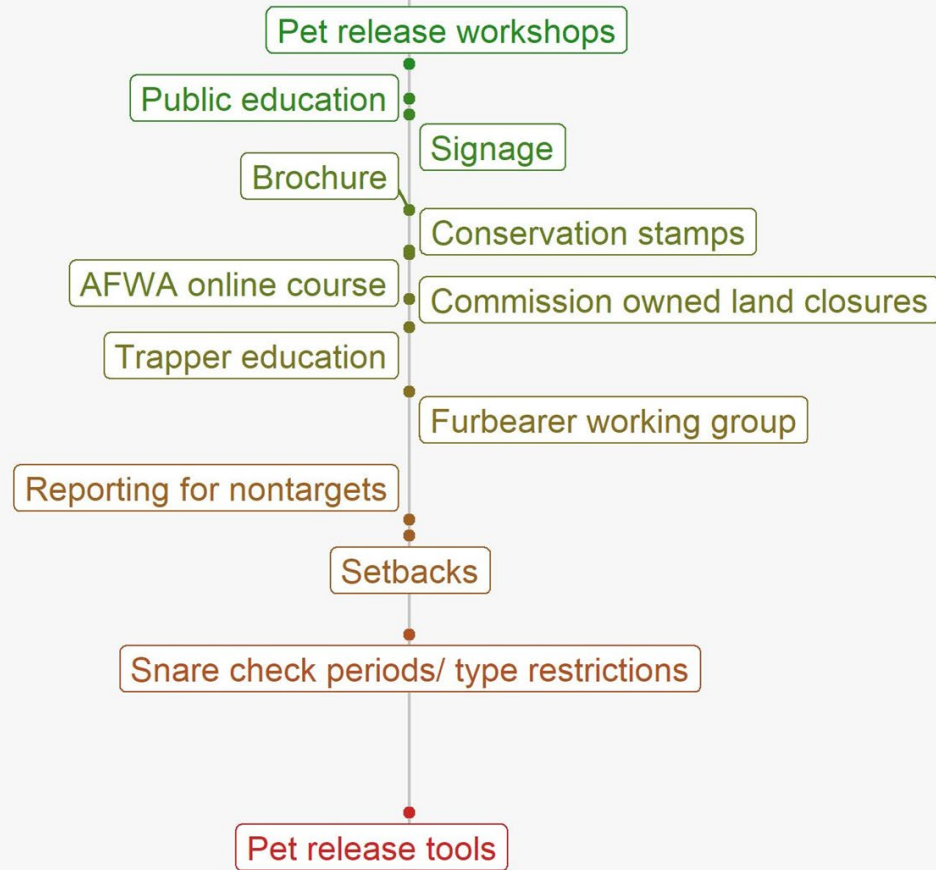 Pet release workshops
Public education
Signage
Brochure
Conservation stamps
AFWA online course
Commission owned land closures
Trapper education
Furbearer working group
Reporting for nontargets
Setbacks
Snare check periods/ type restrictions
Pet release tools